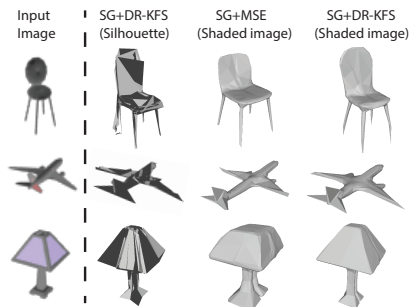 Input Image
SG+DR-KFS (Silhouette)
SG+MSE (Shaded image)
SG+DR-KFS (Shaded image)